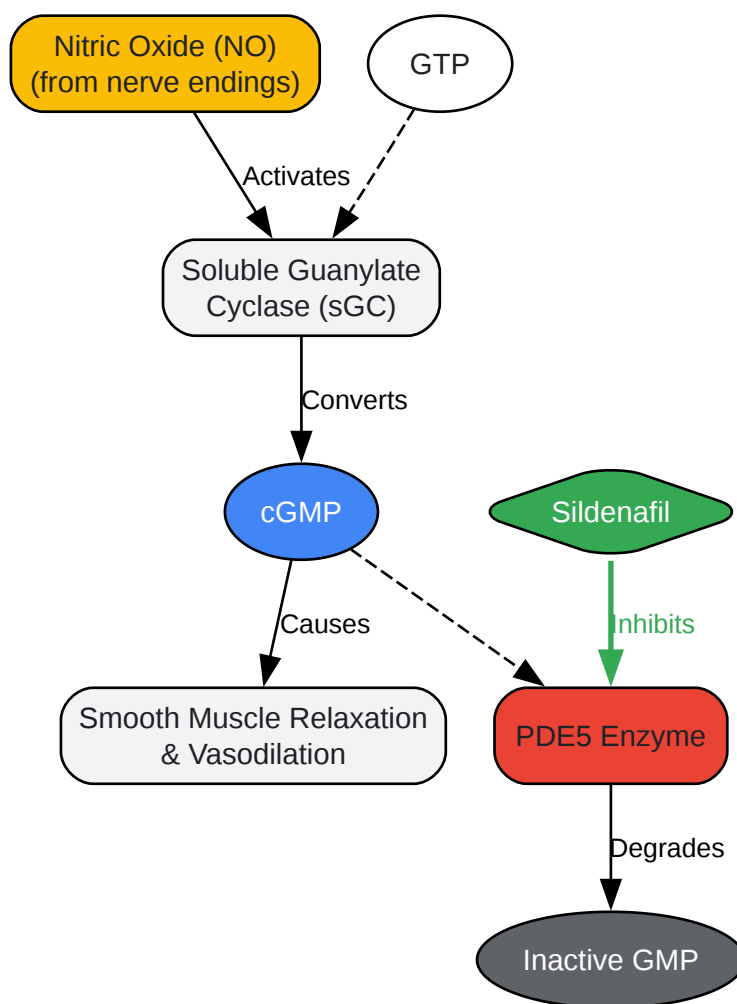 Nitric Oxide (NO)
(from nerve endings)
GTP
Activates
Soluble Guanylate
Cyclase (sGC)
Converts
cGMP
Sildenafil
Causes
Inhibits
Smooth Muscle Relaxation
& Vasodilation
PDE5 Enzyme
Degrades
Inactive GMP